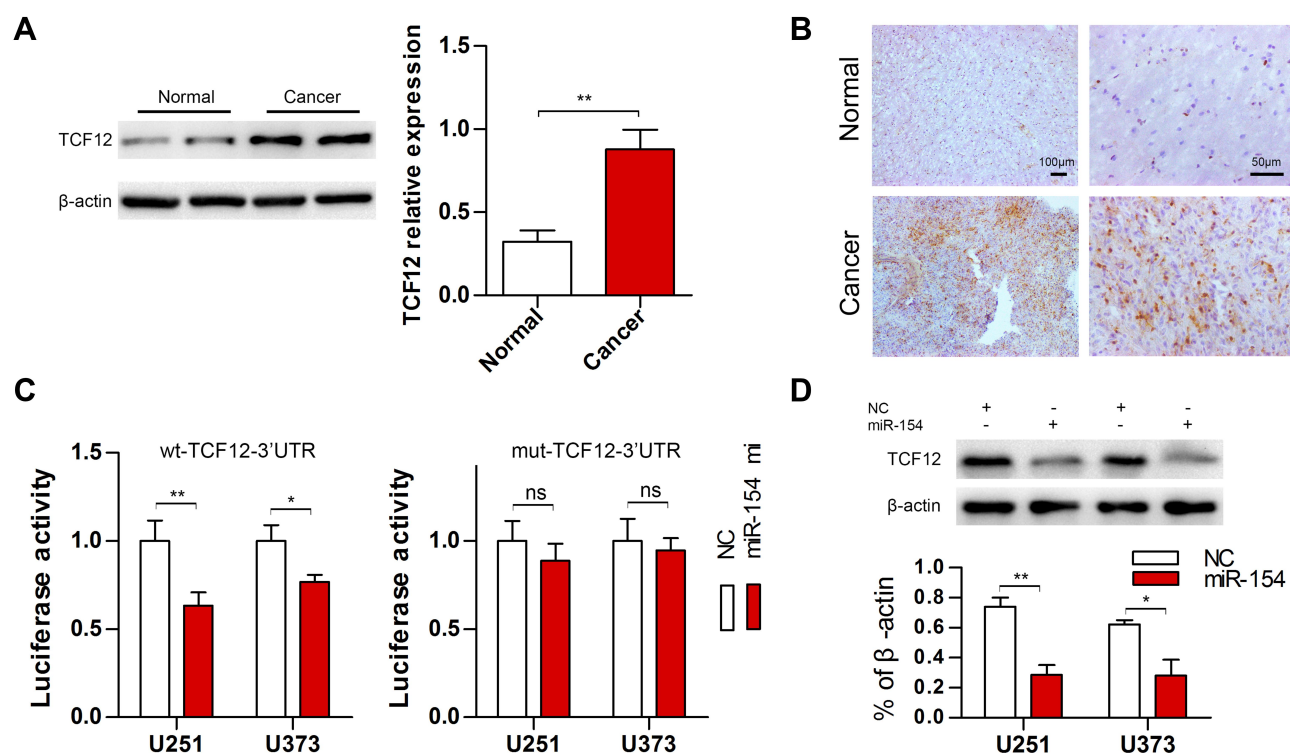 A
Normal Cancer
TCF12
β-actin
TCF12 relative expression
1.5
1.0
0.5
0.0
**
Normal
Cancer
B
Normal
Cancer
100μm
50μm
C
wt-TCF12-3’UTR
Luciferase activity
1.5
1.0
0.5
0.0
**
*
U251 U373
mut-TCF12-3’UTR
Luciferase activity
1.0
0.5
0.0
ns
ns
U251 U373
NC
miR-154 mi
D
NC + - + -
miR-154 - + - +
TCF12
β-actin
NC
miR-154
% of β -actin
1.0
0.8
0.6
0.4
0.2
0.0
**
*
U251 U373